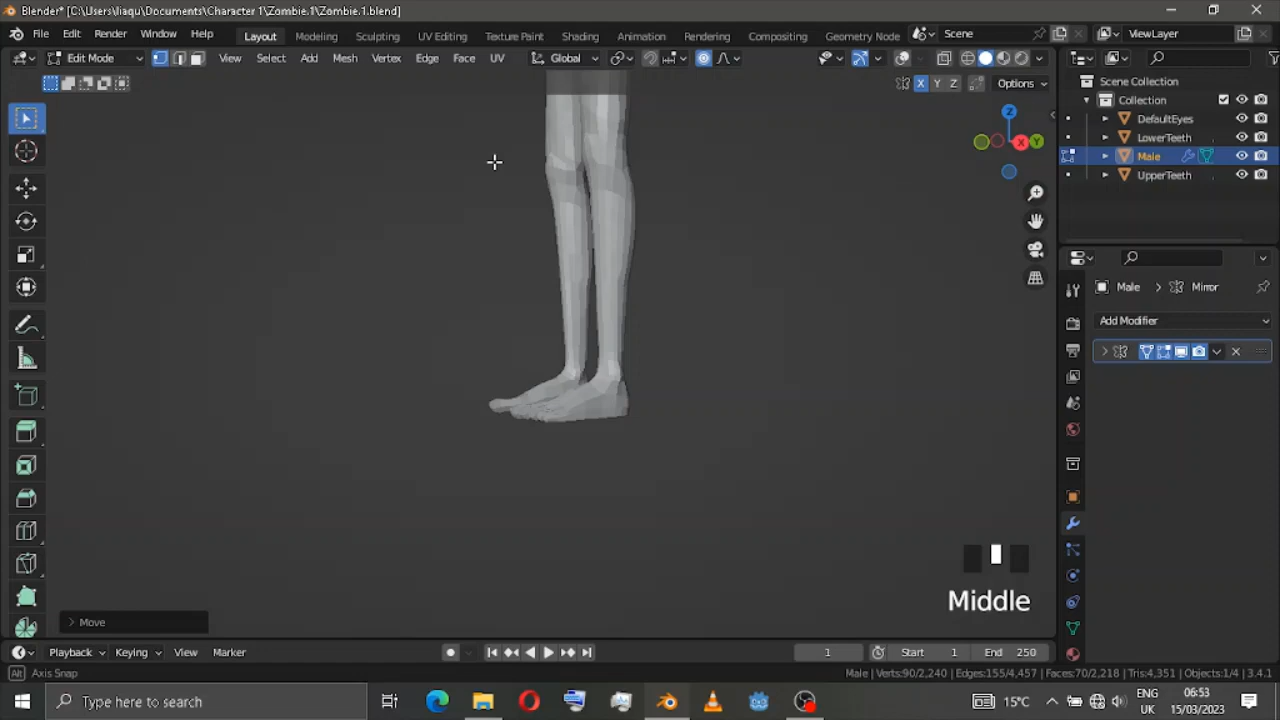 Blender* [C:\Users\liaqu\Documents\Character 1\Zombie.1\Zombie.1.blend]
File Edit Render Window Help Layout Modeling Sculpting UV Editing Texture Paint Shading Animation Rendering Compositing Geometry Node Scene ViewLayer
Edit Mode View Select Add Mesh Vertex Edge Face UV Global
X Y Z Options
Scene Collection
Collection
DefaultEyes
LowerTeeth
Male
UpperTeeth
Z
X Y
Male > Mirror
Add Modifier
Middle
Move
Playback Keying View Marker 1 Start 1 End 250
Alt Axis Snap Male | Verts:90/2,240 | Edges:155/4,457 | Faces:70/2,218 | Tris:4,351 | Objects:1/4 | 3.4.1
Type here to search 15°C ENG UK 06:53 15/03/2023